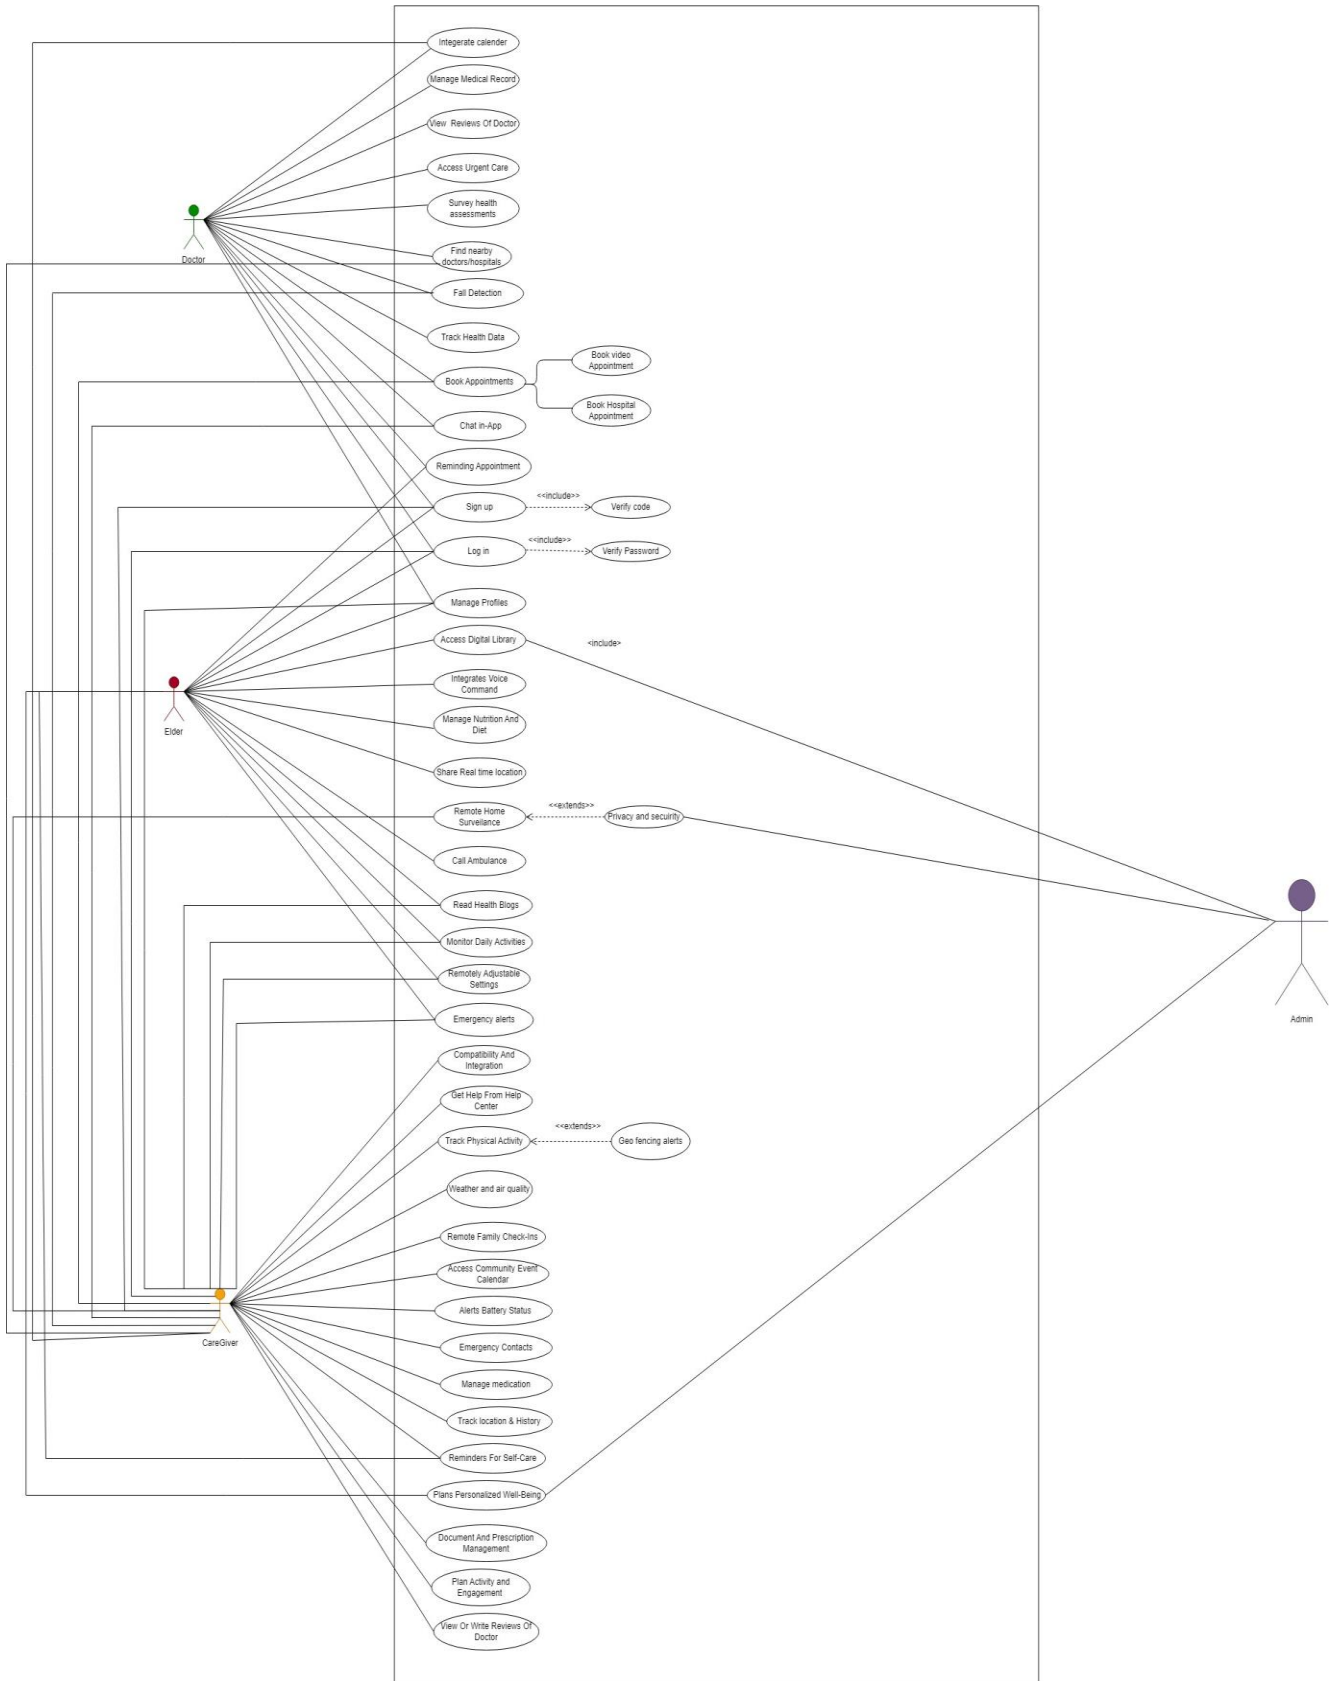 Integerate calender
Manage Medical Record
View Reviews Of Doctor
Access Urgent Care
Survey health
assessments
Doctor
Find nearby
doctors/hospitals
Fall Detection
Track Health Data
Book Appointments
Book video
Appointment
Book Hospital
Appointment
Chat in-App
Reminding Appointment
Sign up
<<include>>
Verify code
Log in
<<include>>
Verify Password
Manage Profiles
Access Digital Library
<include>
Elder
Integrates Voice
Command
Manage Nutrition And
Diet
Share Real time location
Remote Home
Surveilance
<<extends>>
Privacy and secuirity
Call Ambulance
Read Health Blogs
Monitor Daily Activities
Remotely Adjustable
Settings
Emergency alerts
Admin
Compatibility And
Integration
Get Help From Help
Center
Track Physical Activity
<<extends>>
Geo fencing alerts
Weather and air quality
Remote Family Check-Ins
Access Community Event
Calendar
Alerts Battery Status
CareGiver
Emergency Contacts
Manage medication
Track location & History
Reminders For Self-Care
Plans Personalized Well-Being
Document And Prescription
Management
Plan Activity and
Engagement
View Or Write Reviews Of
Doctor